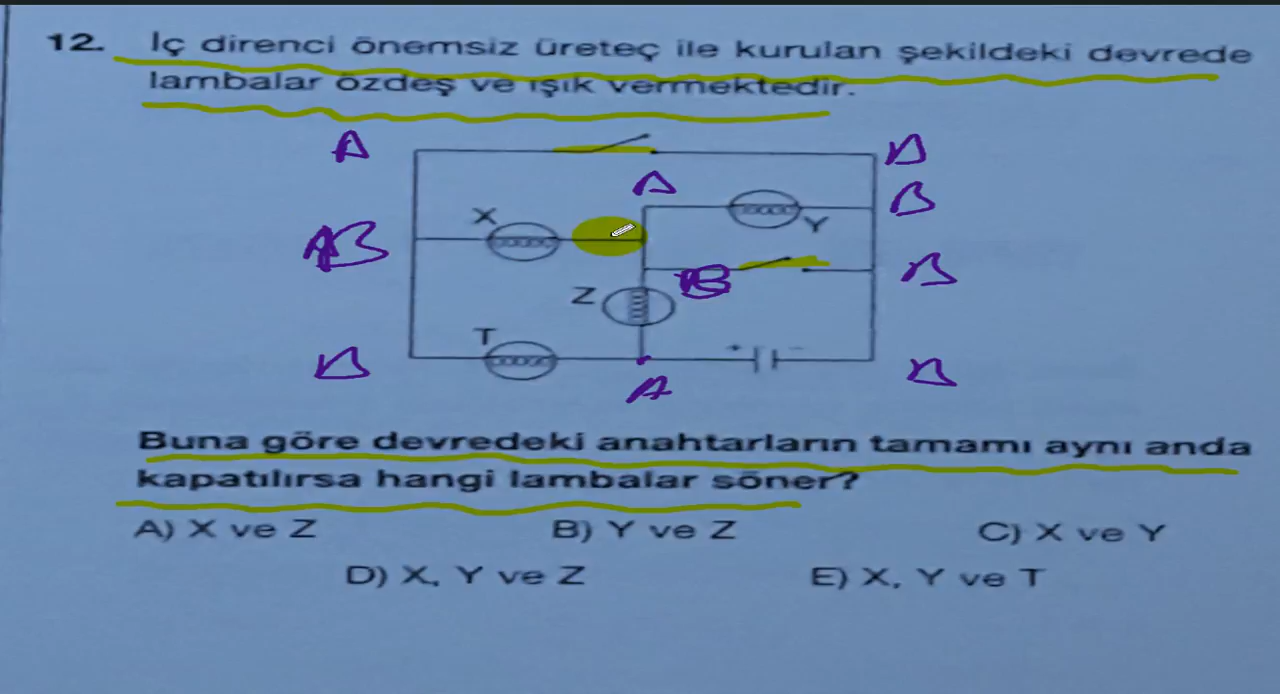 12. İç direnci önemsiz üreteç ile kurulan şekildeki devrede
lambalar özdeş ve ışık vermektedir.
A
A
B
A
X
Y
B
AB
B
B
Z
T
+ −
B
B
A
Buna göre devredeki anahtarların tamamı aynı anda
kapatılırsa hangi lambalar söner?
A) X ve Z B) Y ve Z C) X ve Y
D) X, Y ve Z E) X, Y ve T